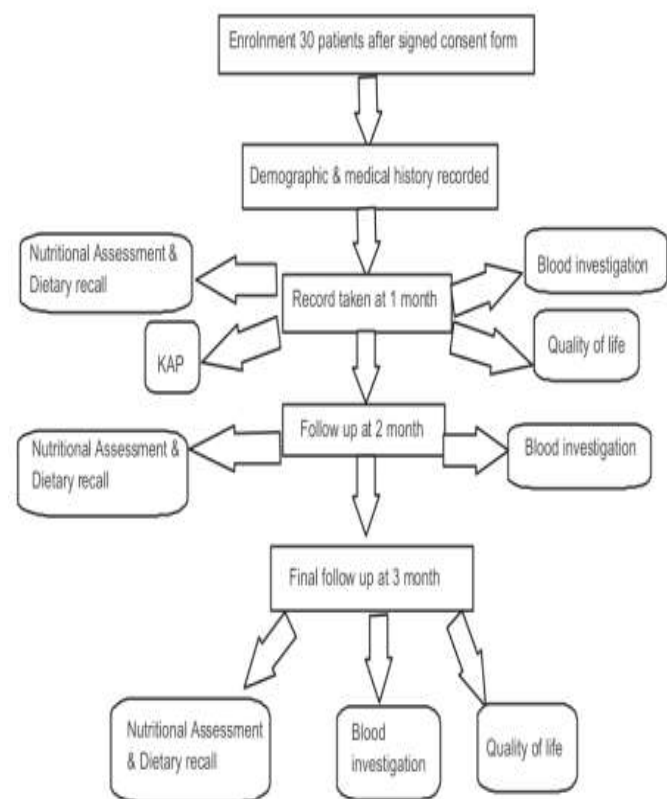 Enrolnment 30 patients after signed consent form
Demographic & medical history recorded
Nutritional Assessment &
Dietary recall
Blood investigation
Record taken at 1 month
KAP
Quality of life
Follow up at 2 month
Nutritional Assessment &
Dietary recall
Blood investigation
Final follow up at 3 month
Nutritional Assessment
& Dietary recall
Blood
investigation
Quality of life